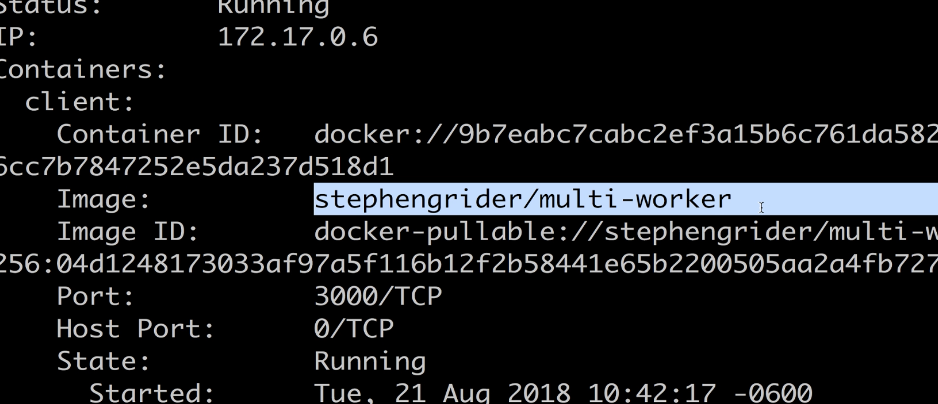 Status: Running
IP: 172.17.0.6
Containers:
client:
Container ID: docker://9b7eabc7cabc2ef3a15b6c761da582
6cc7b7847252e5da237d518d1
Image: stephengrider/multi-worker
Image ID: docker-pullable://stephengrider/multi-w
256:04d1248173033af97a5f116b12f2b58441e65b2200505aa2a4fb727
Port: 3000/TCP
Host Port: 0/TCP
State: Running
Started: Tue, 21 Aug 2018 10:42:17 -0600